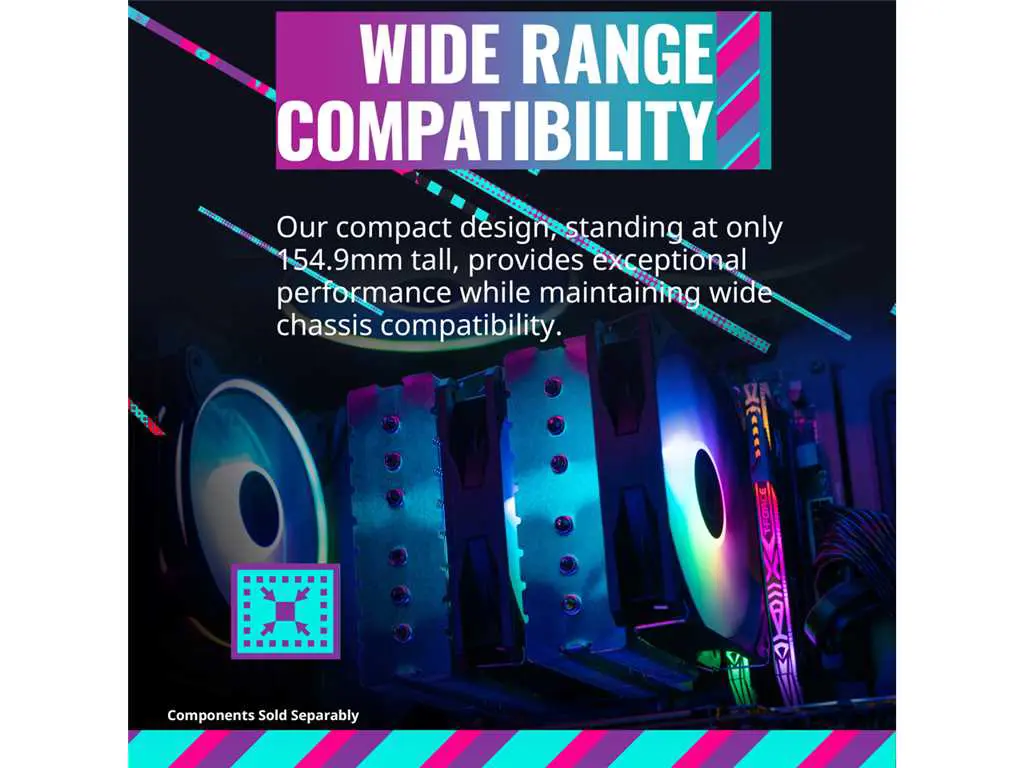 WIDE RANGE
COMPATIBILITY
Our compact design, standing at only
154.9mm tall, provides exceptional
performance while maintaining wide
chassis compatibility.
T-FORCE
Components Sold Separably